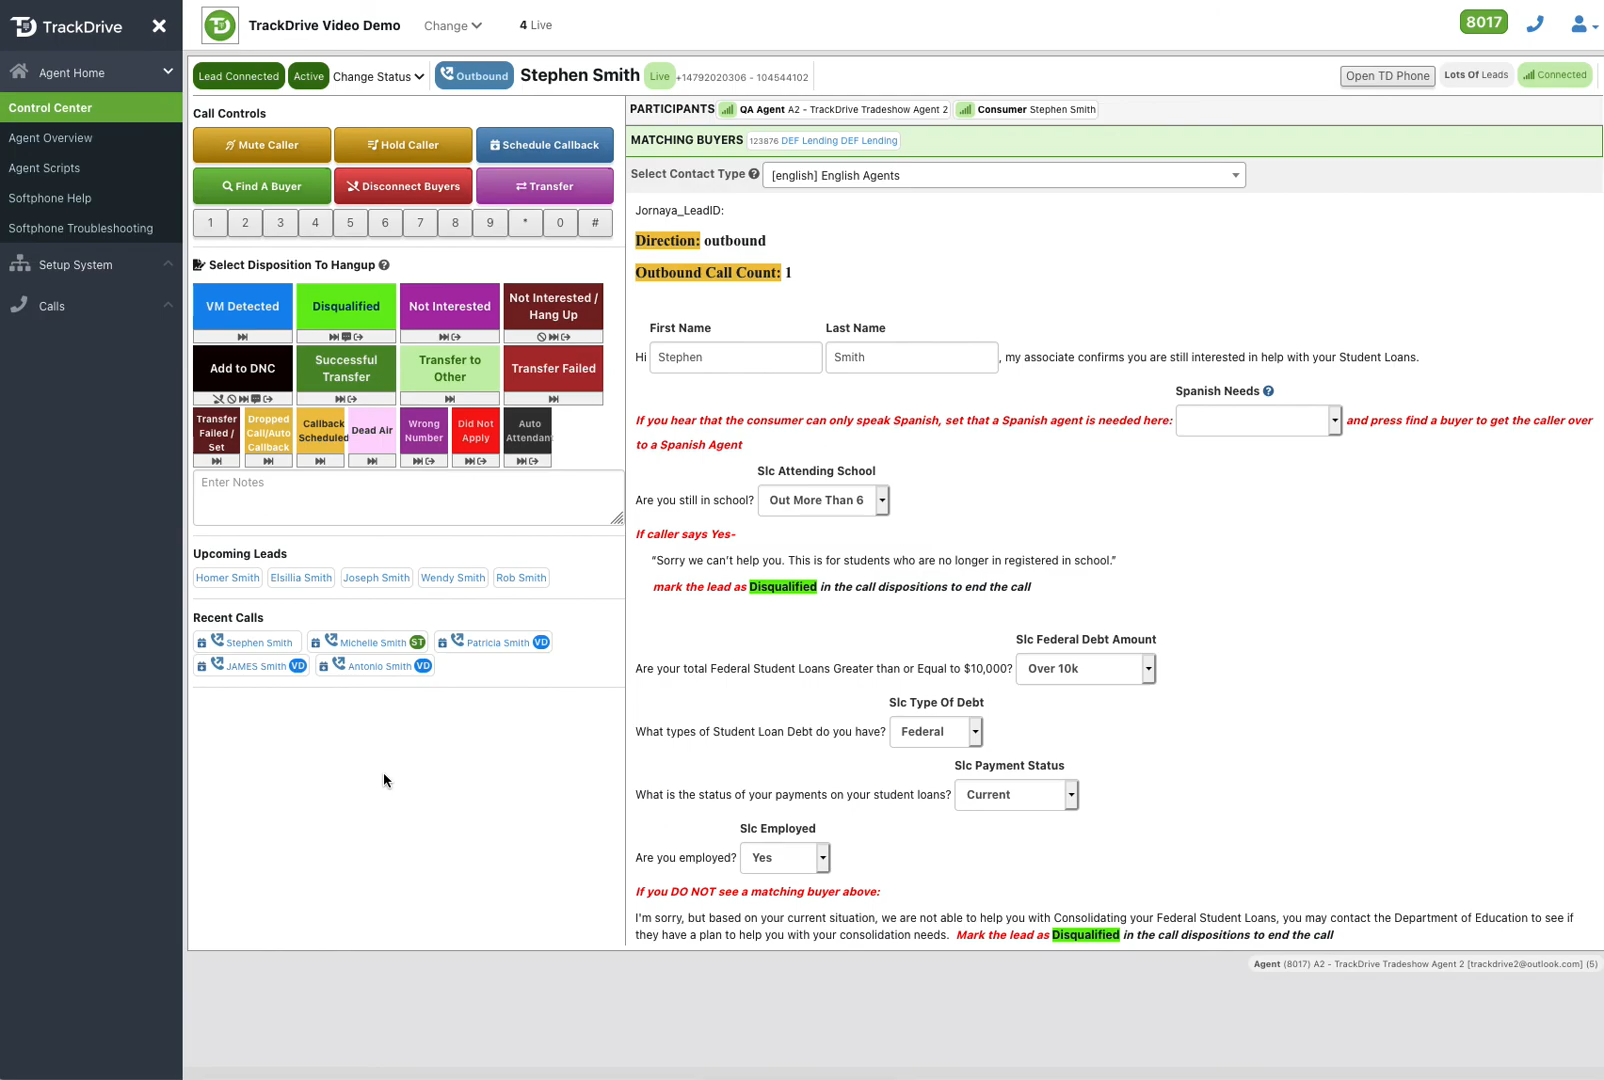 TrackDrive
TrackDrive Video Demo
Change
4 Live
8017
Agent Home
Control Center
Agent Overview
Agent Scripts
Softphone Help
Softphone Troubleshooting
Setup System
Calls
Lead Connected
Active
Change Status
Outbound
Stephen Smith
Live
+14792020306 - 104544102
Open TD Phone
Lots Of Leads
Connected
Call Controls
Mute Caller
Hold Caller
Schedule Callback
Find A Buyer
Disconnect Buyers
Transfer
1 2 3 4 5 6 7 8 9 * 0 #
Select Disposition To Hangup
VM Detected
Disqualified
Not Interested
Not Interested /
Hang Up
Add to DNC
Successful
Transfer
Transfer to
Other
Transfer Failed
Transfer
Failed /
Set
Dropped
Call/Auto
Callback
Callback
Scheduled
Dead Air
Wrong
Number
Did Not
Apply
Auto
Attendan
Enter Notes
Upcoming Leads
Homer Smith
Elsillia Smith
Joseph Smith
Wendy Smith
Rob Smith
Recent Calls
Stephen Smith
Michelle Smith ST
Patricia Smith VD
JAMES Smith VD
Antonio Smith VD
PARTICIPANTS
QA Agent A2 - TrackDrive Tradeshow Agent 2
Consumer Stephen Smith
MATCHING BUYERS
123876 DEF Lending DEF Lending
Select Contact Type
[english] English Agents
Jornaya_LeadID:
Direction: outbound
Outbound Call Count: 1
First Name
Last Name
Hi Stephen Smith , my associate confirms you are still interested in help with your Student Loans.
Spanish Needs
If you hear that the consumer can only speak Spanish, set that a Spanish agent is needed here: and press find a buyer to get the caller over
to a Spanish Agent
Slc Attending School
Are you still in school? Out More Than 6
If caller says Yes-
“Sorry we can’t help you. This is for students who are no longer in registered in school.”
mark the lead as Disqualified in the call dispositions to end the call
Slc Federal Debt Amount
Are your total Federal Student Loans Greater than or Equal to $10,000? Over 10k
Slc Type Of Debt
What types of Student Loan Debt do you have? Federal
Slc Payment Status
What is the status of your payments on your student loans? Current
Slc Employed
Are you employed? Yes
If you DO NOT see a matching buyer above:
I'm sorry, but based on your current situation, we are not able to help you with Consolidating your Federal Student Loans, you may contact the Department of Education to see if
they have a plan to help you with your consolidation needs. Mark the lead as Disqualified in the call dispositions to end the call
Agent (8017) A2 - TrackDrive Tradeshow Agent 2 [trackdrive2@outlook.com] (5)